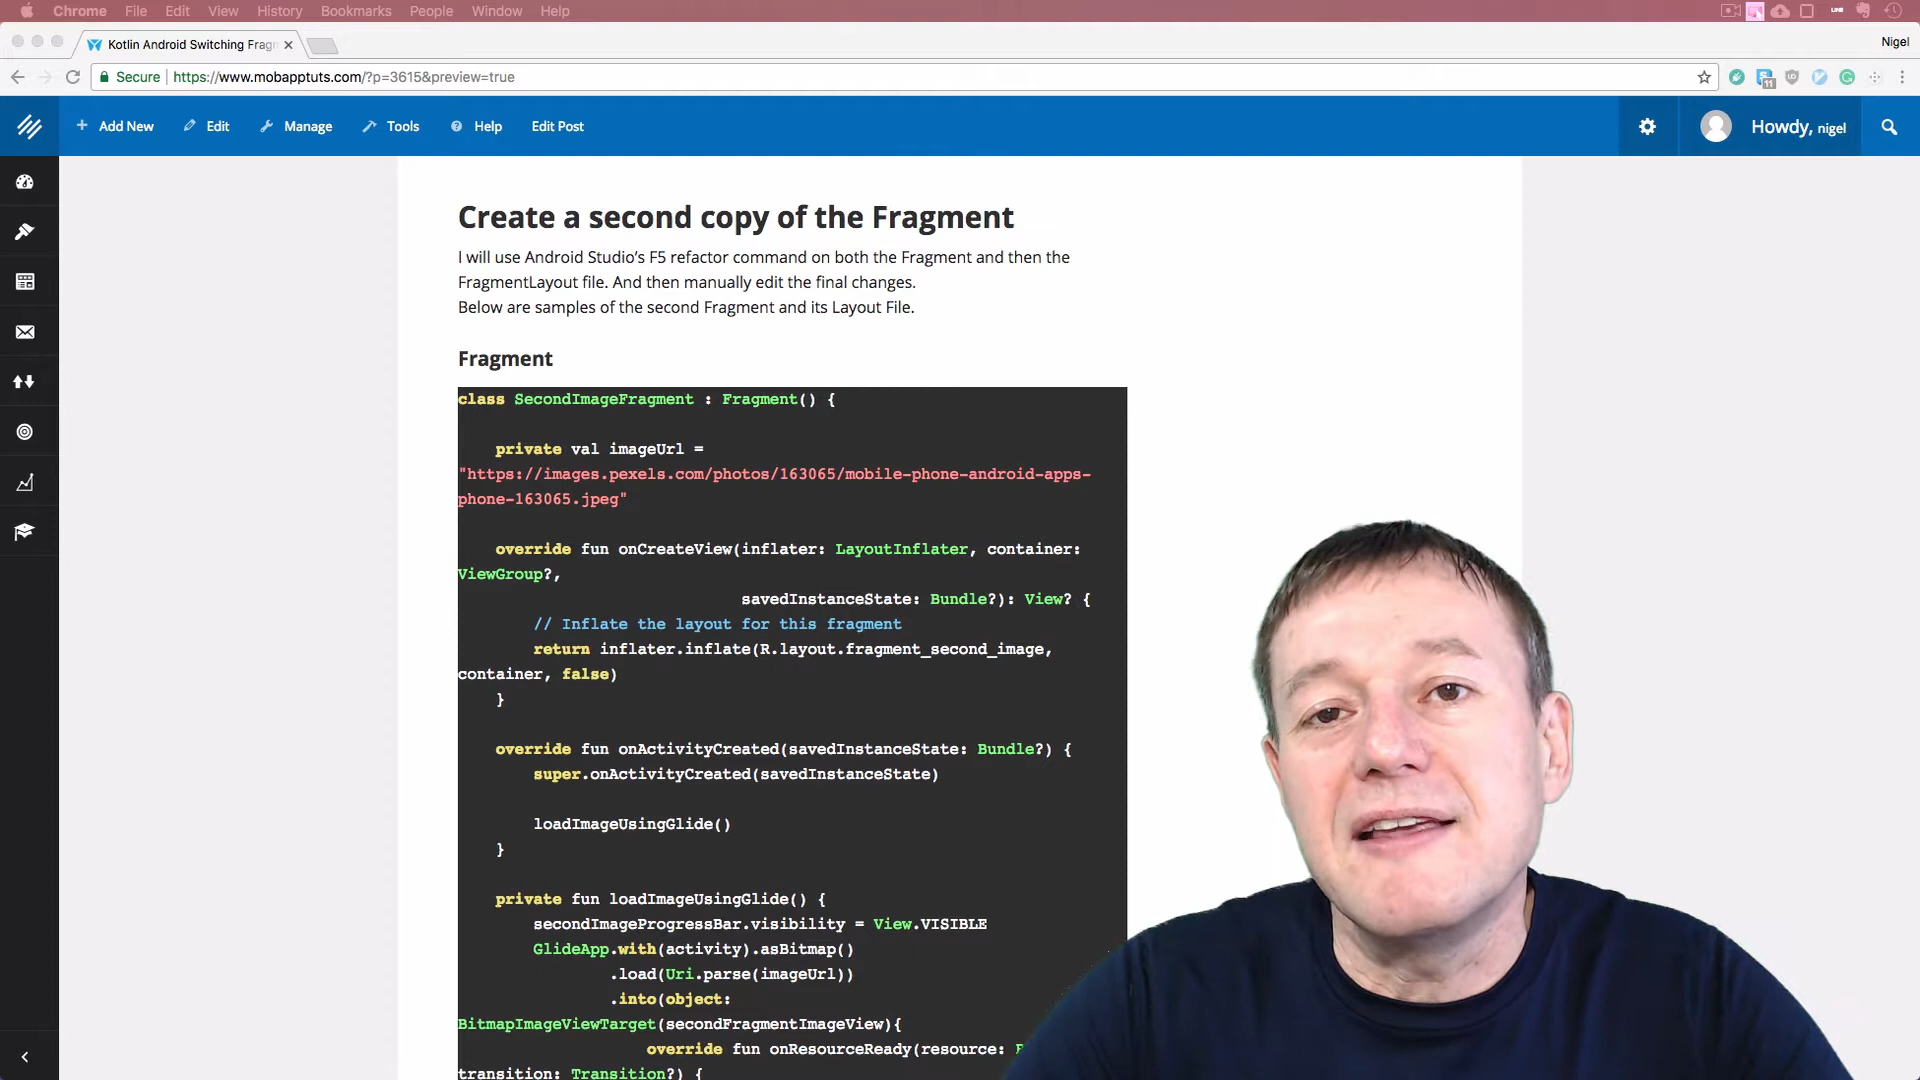 Chrome File Edit View History Bookmarks People Window Help
Kotlin Android Switching Frag
Nigel
Secure https://www.mobapptuts.com/?p=3615&preview=true
11
Add New Edit Manage Tools Help Edit Post Howdy, nigel
Create a second copy of the Fragment
I will use Android Studio’s F5 refactor command on both the Fragment and then the
FragmentLayout file. And then manually edit the final changes.
Below are samples of the second Fragment and its Layout File.
Fragment
class SecondImageFragment : Fragment() {
private val imageUrl =
"https://images.pexels.com/photos/163065/mobile-phone-android-apps-
phone-163065.jpeg"
override fun onCreateView(inflater: LayoutInflater, container:
ViewGroup?,
savedInstanceState: Bundle?): View? {
// Inflate the layout for this fragment
return inflater.inflate(R.layout.fragment_second_image,
container, false)
}
override fun onActivityCreated(savedInstanceState: Bundle?) {
super.onActivityCreated(savedInstanceState)
loadImageUsingGlide()
}
private fun loadImageUsingGlide() {
secondImageProgressBar.visibility = View.VISIBLE
GlideApp.with(activity).asBitmap()
.load(Uri.parse(imageUrl))
.into(object:
BitmapImageViewTarget(secondFragmentImageView){
override fun onResourceReady(resource:
transition: Transition?) {